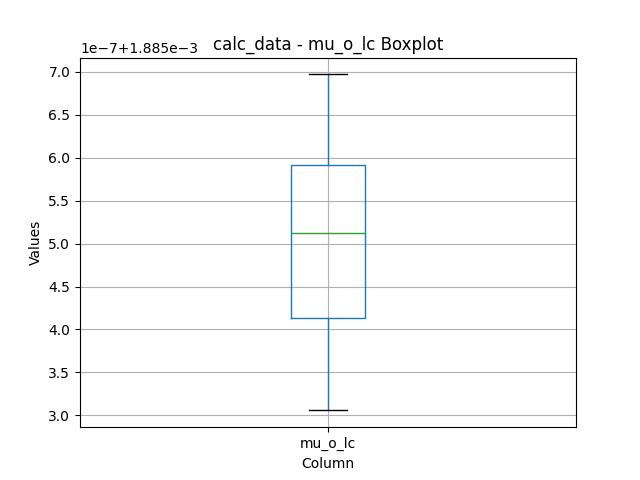 1e−7+1.885e−3
calc_data - mu_o_lc Boxplot
7.0
6.5
6.0
5.5
5.0
4.5
4.0
3.5
3.0
Values
mu_o_lc
Column